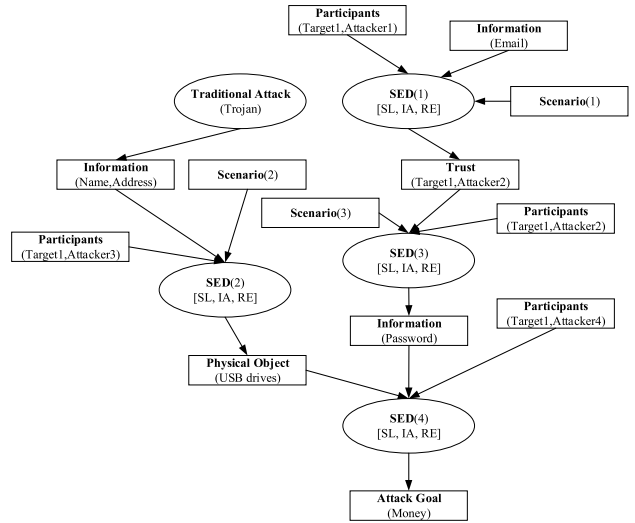 Participants
(Target1,Attacker1)
Information
(Email)
Traditional Attack
(Trojan)
SED(1)
[SL, IA, RE]
Scenario(1)
Information
(Name,Address)
Scenario(2)
Trust
(Target1,Attacker2)
Scenario(3)
Participants
(Target1,Attacker2)
Participants
(Target1,Attacker3)
SED(3)
[SL, IA, RE]
SED(2)
[SL, IA, RE]
Information
(Password)
Participants
(Target1,Attacker4)
Physical Object
(USB drives)
SED(4)
[SL, IA, RE]
Attack Goal
(Money)